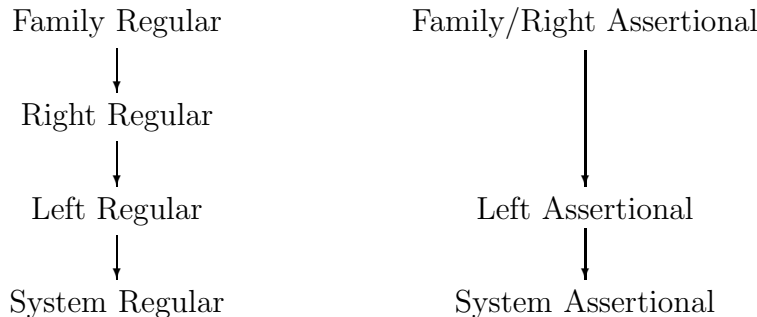 Family Regular
Family/Right Assertional
Right Regular
Left Regular
Left Assertional
System Regular
System Assertional